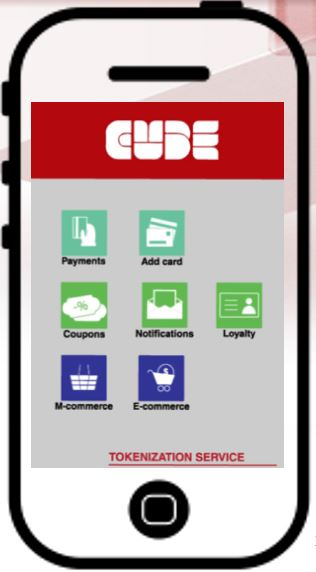 CUBE
Payments
Add card
%
Coupons
Notifications
Loyalty
$
M-commerce
E-commerce
TOKENIZATION SERVICE